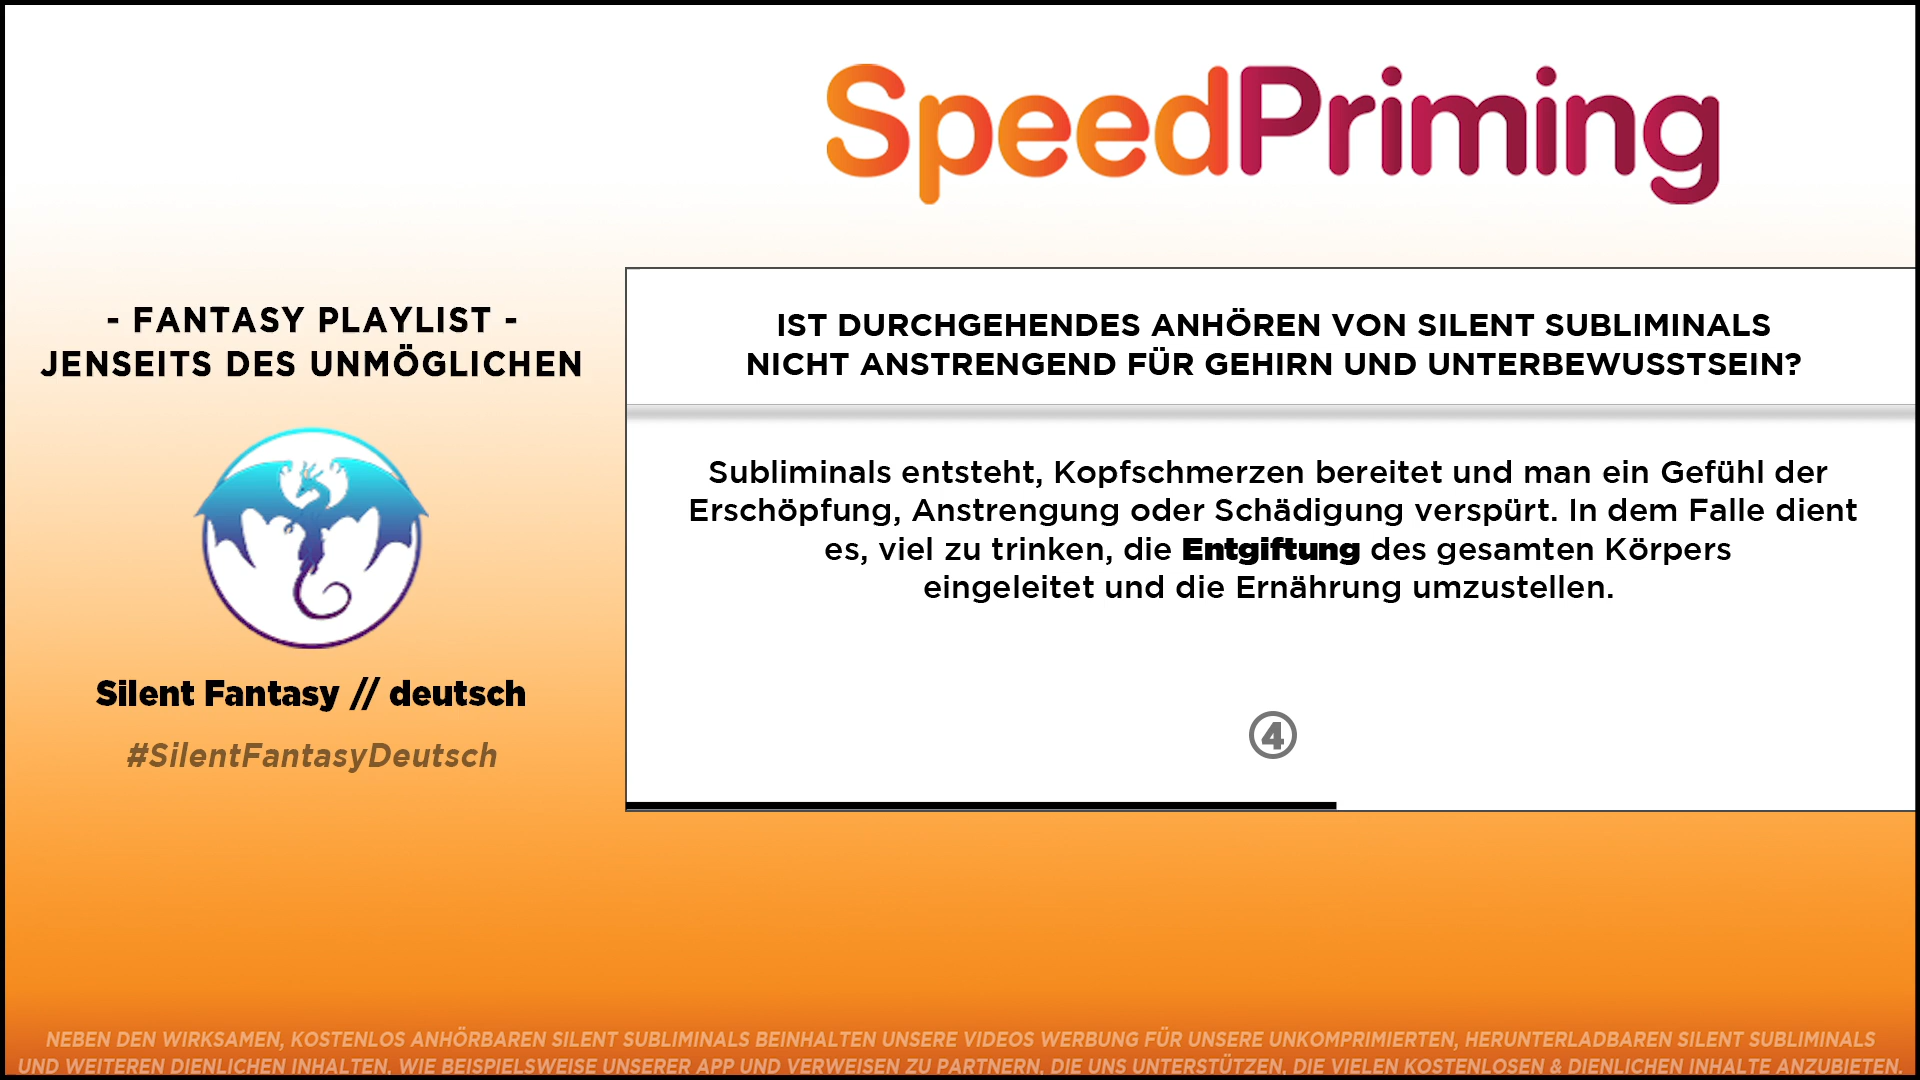 SpeedPriming
- FANTASY PLAYLIST -
JENSEITS DES UNMÖGLICHEN
Silent Fantasy // deutsch
#SilentFantasyDeutsch
IST DURCHGEHENDES ANHÖREN VON SILENT SUBLIMINALS
NICHT ANSTRENGEND FÜR GEHIRN UND UNTERBEWUSSTSEIN?
Subliminals entsteht, Kopfschmerzen bereitet und man ein Gefühl der
Erschöpfung, Anstrengung oder Schädigung verspürt. In dem Falle dient
es, viel zu trinken, die Entgiftung des gesamten Körpers
eingeleitet und die Ernährung umzustellen.
4
NEBEN DEN WIRKSAMEN, KOSTENLOS ANHÖRBAREN SILENT SUBLIMINALS BEINHALTEN UNSERE VIDEOS WERBUNG FÜR UNSERE UNKOMPRIMIERTEN, HERUNTERLADBAREN SILENT SUBLIMINALS
UND WEITEREN DIENLICHEN INHALTEN, WIE BEISPIELSWEISE UNSERER APP UND VERWEISEN ZU PARTNERN, DIE UNS UNTERSTÜTZEN, DIE VIELEN KOSTENLOSEN & DIENLICHEN INHALTE ANZUBIETEN.